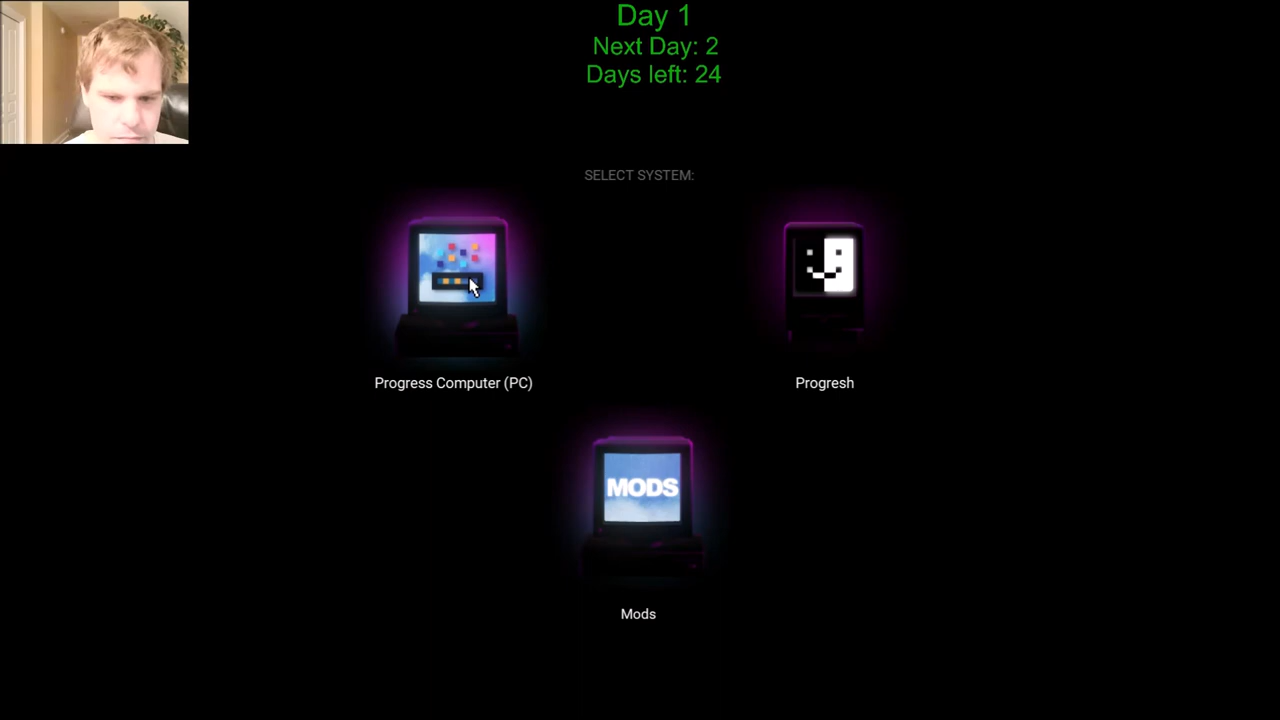 Day 1
Next Day: 2
Days left: 24
SELECT SYSTEM:
Progress Computer (PC)
Progresh
MODS
Mods